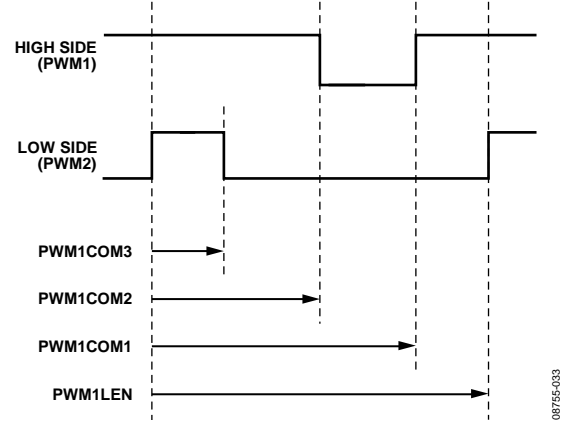 HIGH SIDE
(PWM1)
LOW SIDE
(PWM2)
PWM1COM3
PWM1COM2
PWM1COM1
PWM1LEN
08755-033